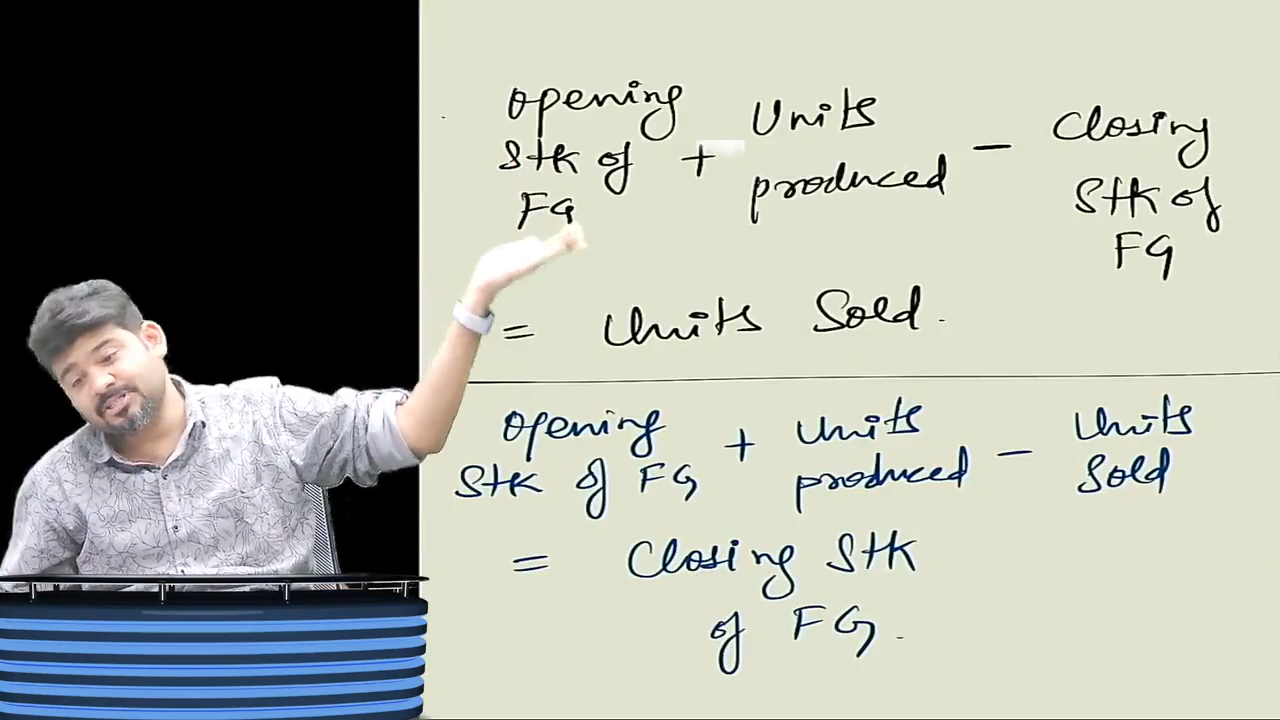 Opening + Units - Closing
Stk of produced Stk of
FG FG
= Units Sold.
Opening + Units - Units
Stk of FG produced Sold
= Closing Stk
of FG.